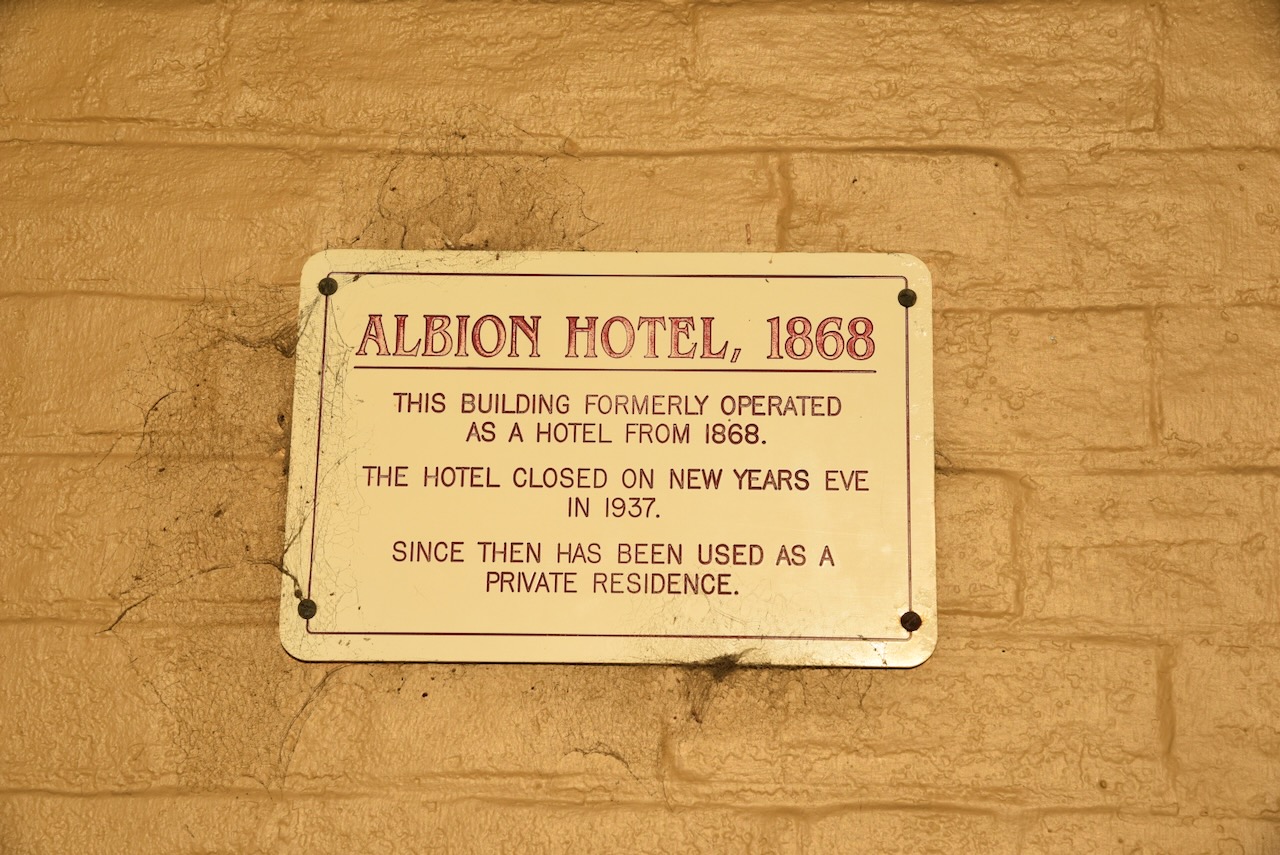 ALBION HOTEL, 1868
THIS BUILDING FORMERLY OPERATED
AS A HOTEL FROM 1868.
THE HOTEL CLOSED ON NEW YEARS EVE
IN 1937.
SINCE THEN HAS BEEN USED AS A
PRIVATE RESIDENCE.